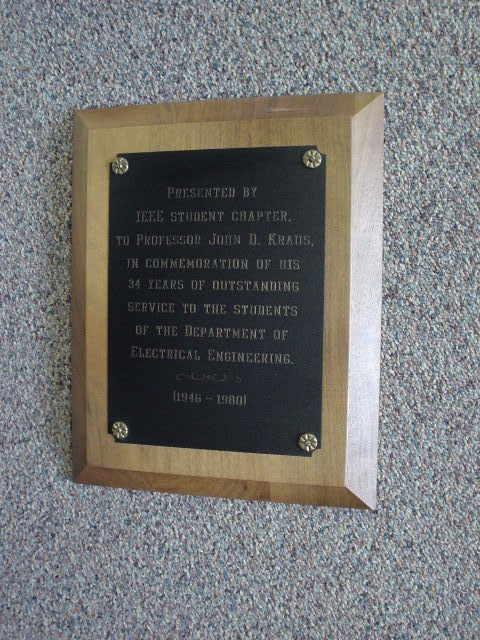 Presented by
IEEE student chapter,
to Professor John D. Kraus,
in commemoration of his
34 years of outstanding
service to the students
of the Department of
Electrical Engineering.
(1946 – 1980)